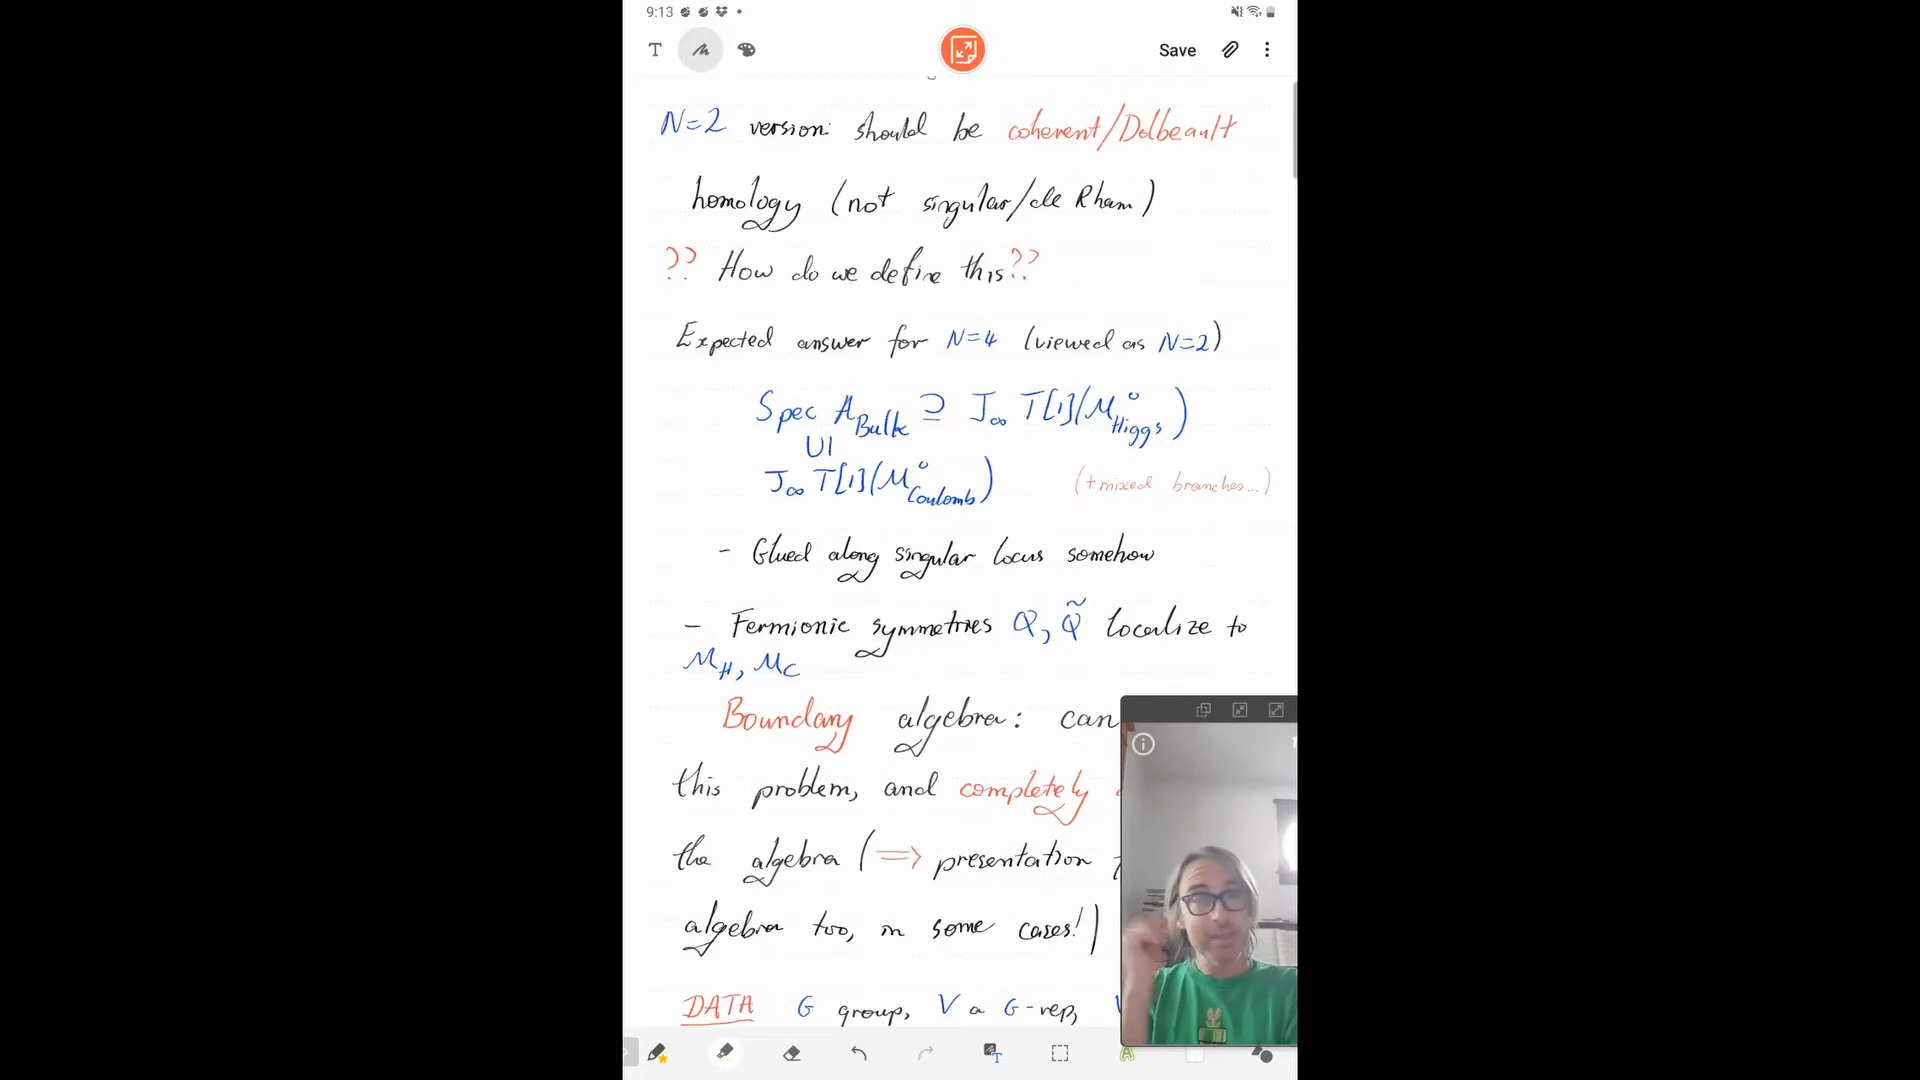 9:13
T
Save
N=2 version: should be coherent/Dolbeault
homology (not singular/de Rham)
?? How do we define this??
Expected answer for N=4 (viewed as N=2)
Spec A_Bulk ⊇ J_∞ T[1](M°_Higgs)
UI
J_∞ T[1](M°_Coulomb) (+mixed branches...)
- Glued along singular locus somehow
- Fermionic symmetries Q, Q̃ localize to
M_H, M_C
Boundary algebra: can
this problem, and completely
the algebra (⟹ presentation
algebra too, in some cases!)
DATA G group, V a G-rep,